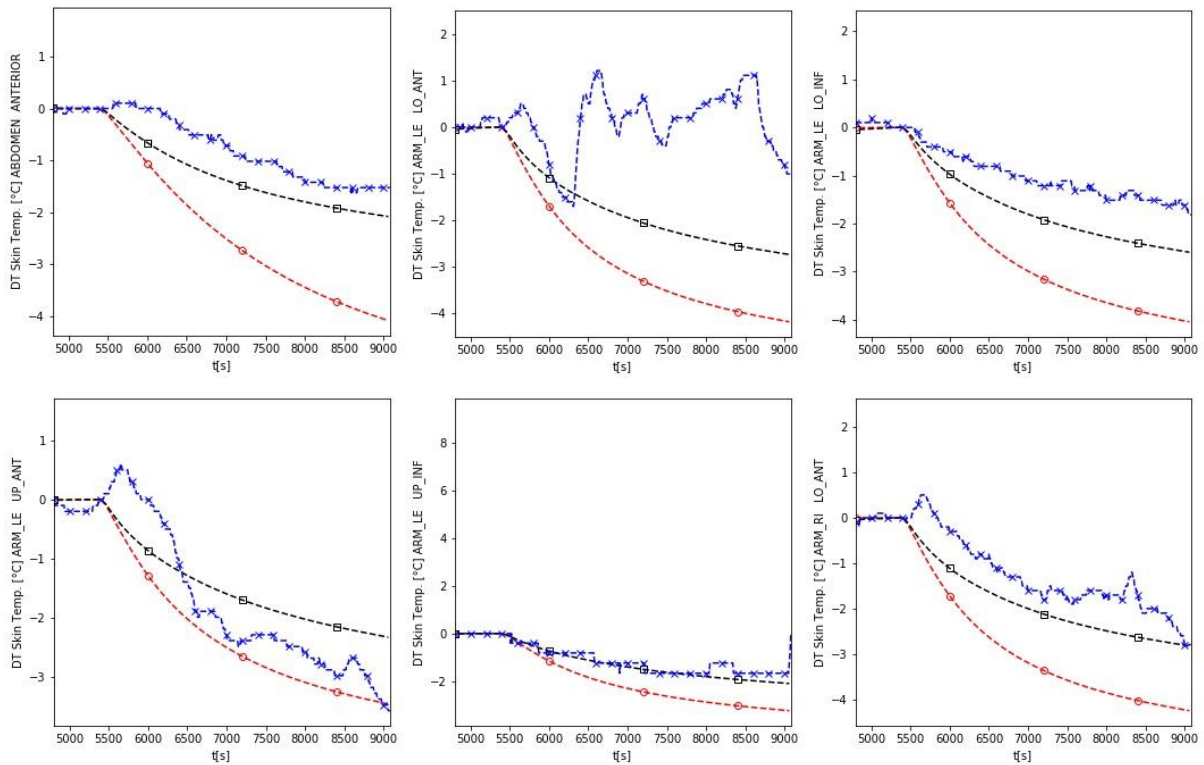 DT Skin Temp. [°C] ABDOMEN ANTERIOR
1
0
−1
−2
−3
−4
5000 5500 6000 6500 7000 7500 8000 8500 9000
t[s]
DT Skin Temp. [°C] ARM_LE LO_ANT
2
1
0
−1
−2
−3
−4
5000 5500 6000 6500 7000 7500 8000 8500 9000
t[s]
DT Skin Temp. [°C] ARM_LE LO_INF
2
1
0
−1
−2
−3
−4
5000 5500 6000 6500 7000 7500 8000 8500 9000
t[s]
DT Skin Temp. [°C] ARM_LE UP_ANT
1
0
−1
−2
−3
5000 5500 6000 6500 7000 7500 8000 8500 9000
t[s]
DT Skin Temp. [°C] ARM_LE UP_INF
8
6
4
2
0
−2
5000 5500 6000 6500 7000 7500 8000 8500 9000
t[s]
DT Skin Temp. [°C] ARM_RI LO_ANT
2
1
0
−1
−2
−3
−4
5000 5500 6000 6500 7000 7500 8000 8500 9000
t[s]